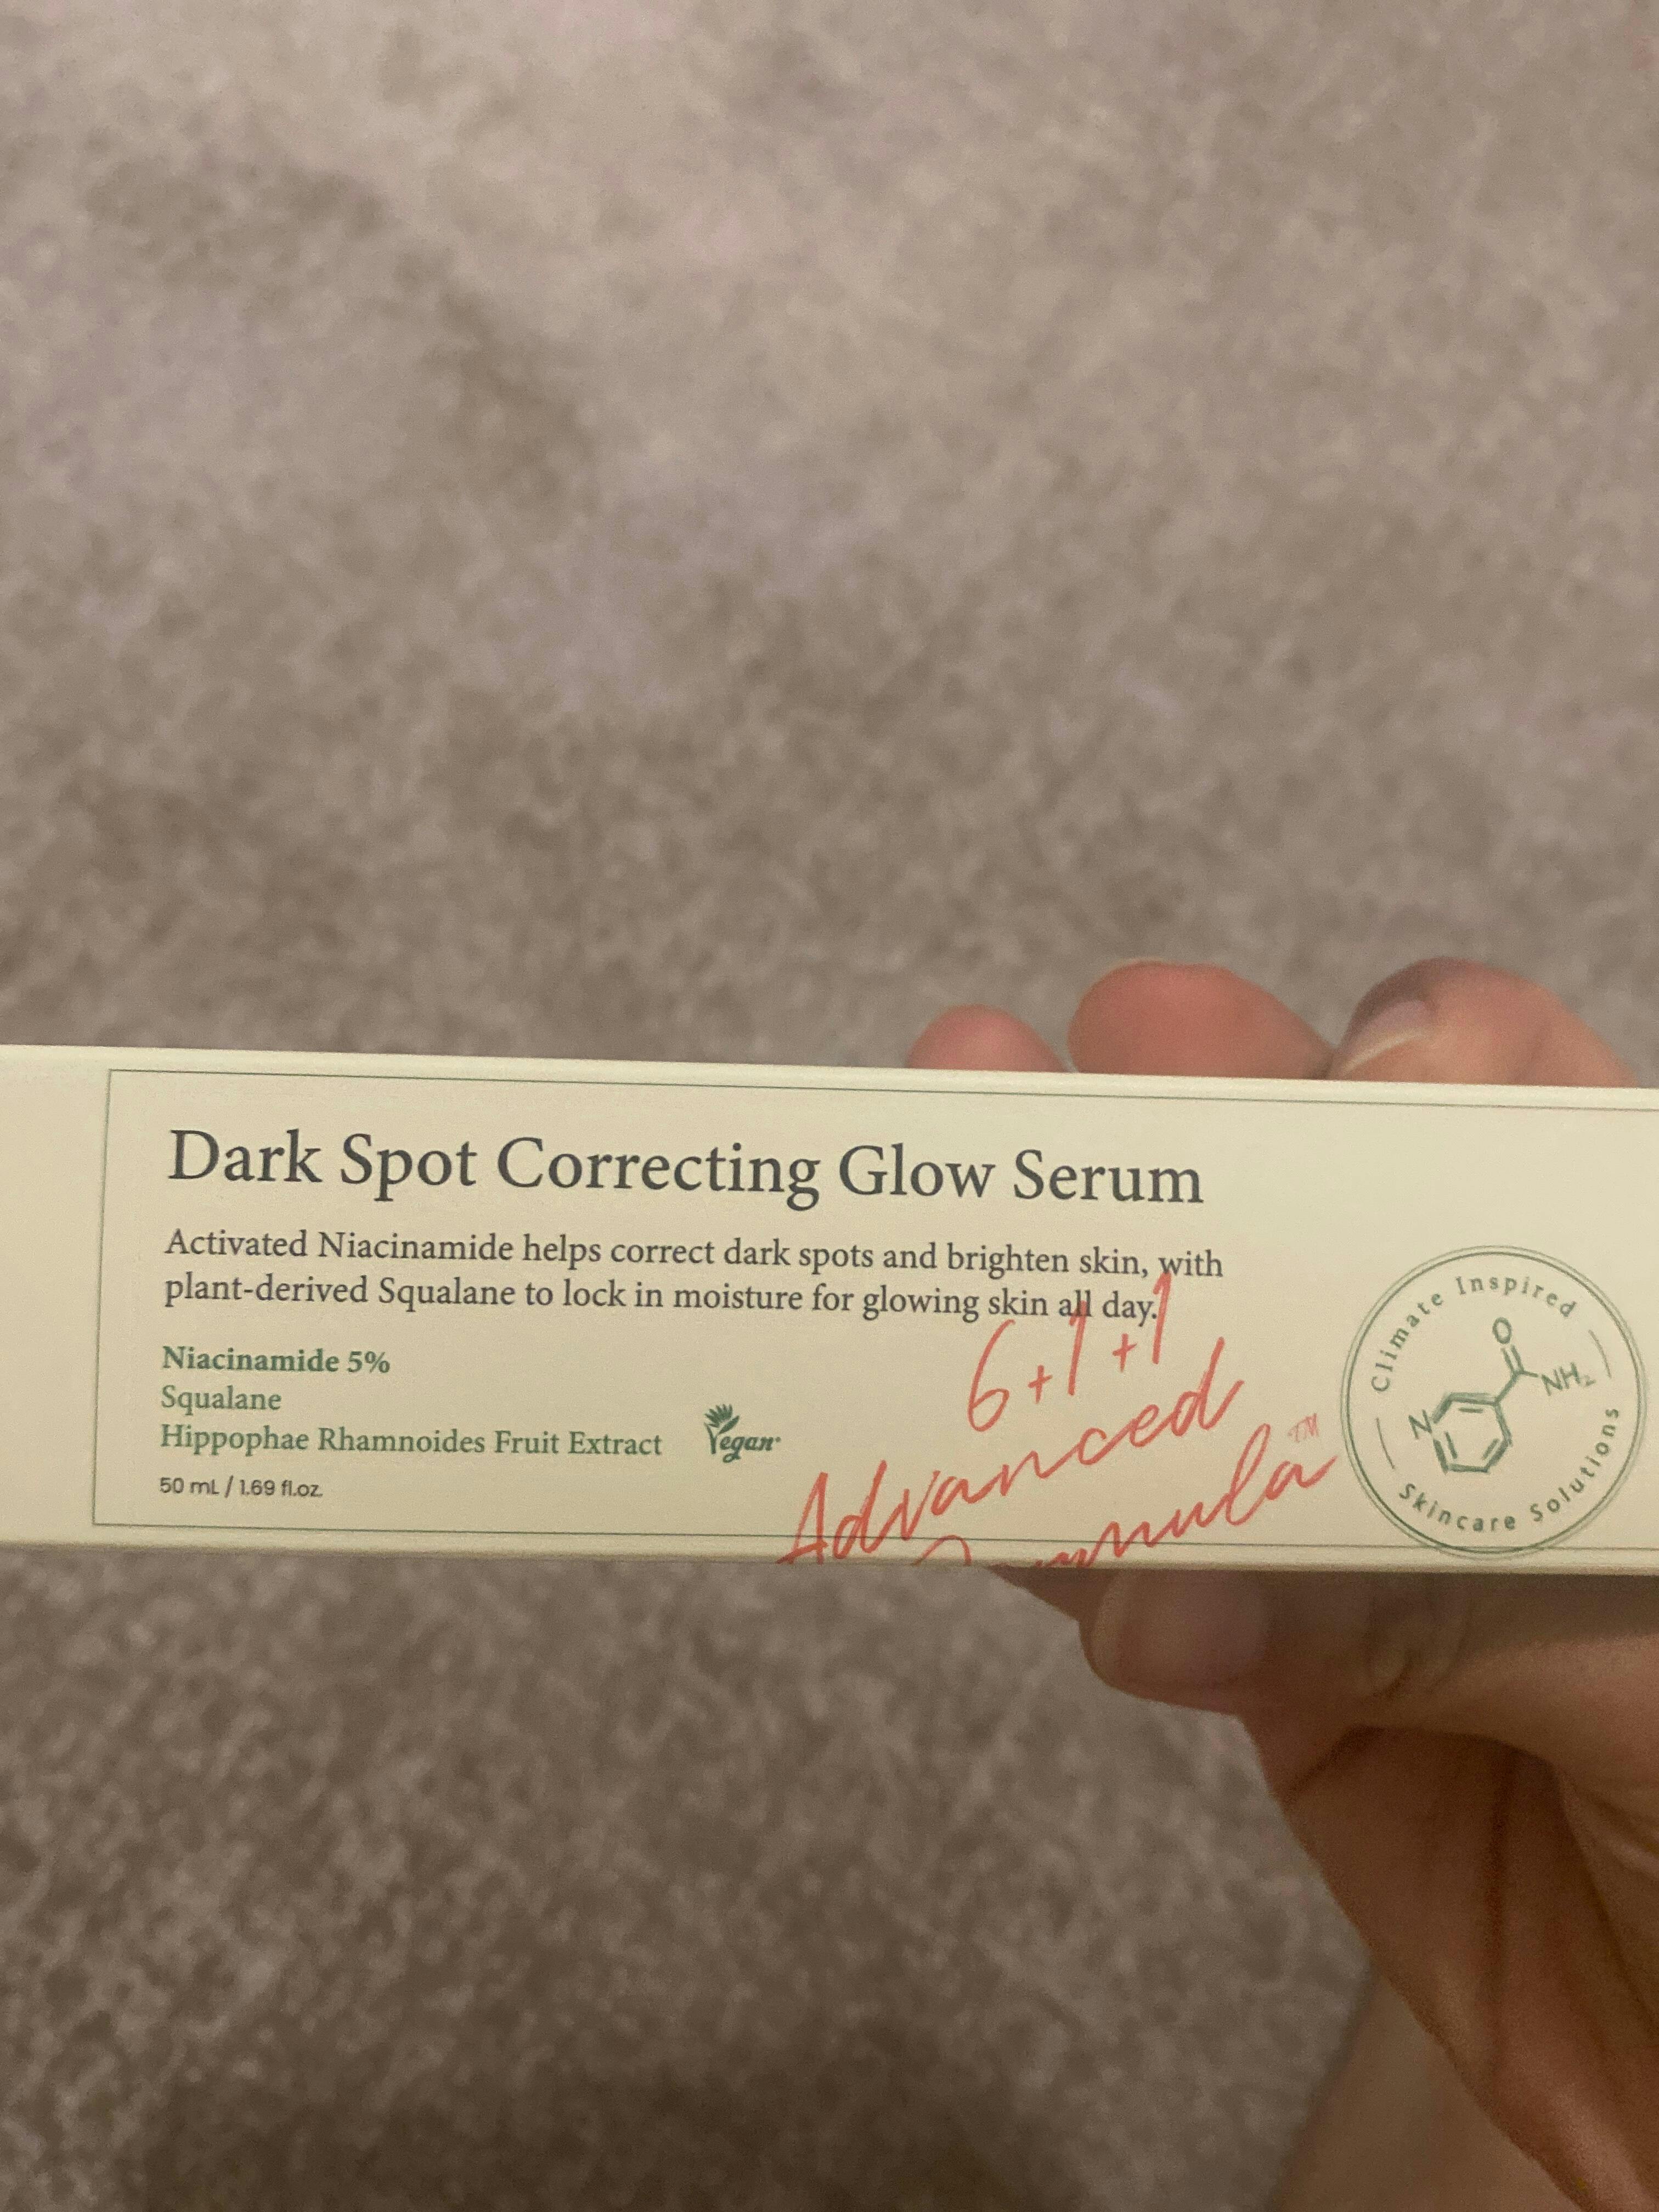 Dark Spot Correcting Glow Serum
Activated Niacinamide helps correct dark spots and brighten skin, with
plant-derived Squalane to lock in moisture for glowing skin all day.
Niacinamide 5%
Squalane
Hippophae Rhamnoides Fruit Extract
Vegan
50 mL / 1.69 fl.oz.
6+1+1
Advanced
Formula™
Climate Inspired
O
NH₂
N
Skincare Solutions